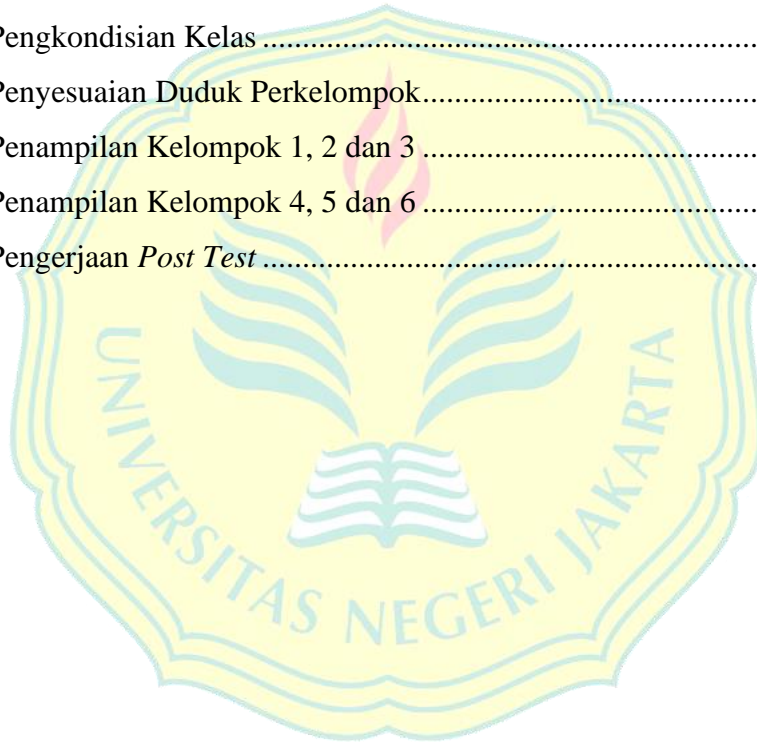 Pengkondisian Kelas ............................................................
Penyesuaian Duduk Perkelompok..........................................
Penampilan Kelompok 1, 2 dan 3 ..........................................
Penampilan Kelompok 4, 5 dan 6 ..........................................
Pengerjaan Post Test ............................................................
UNIVERSITAS NEGERI JAKARTA